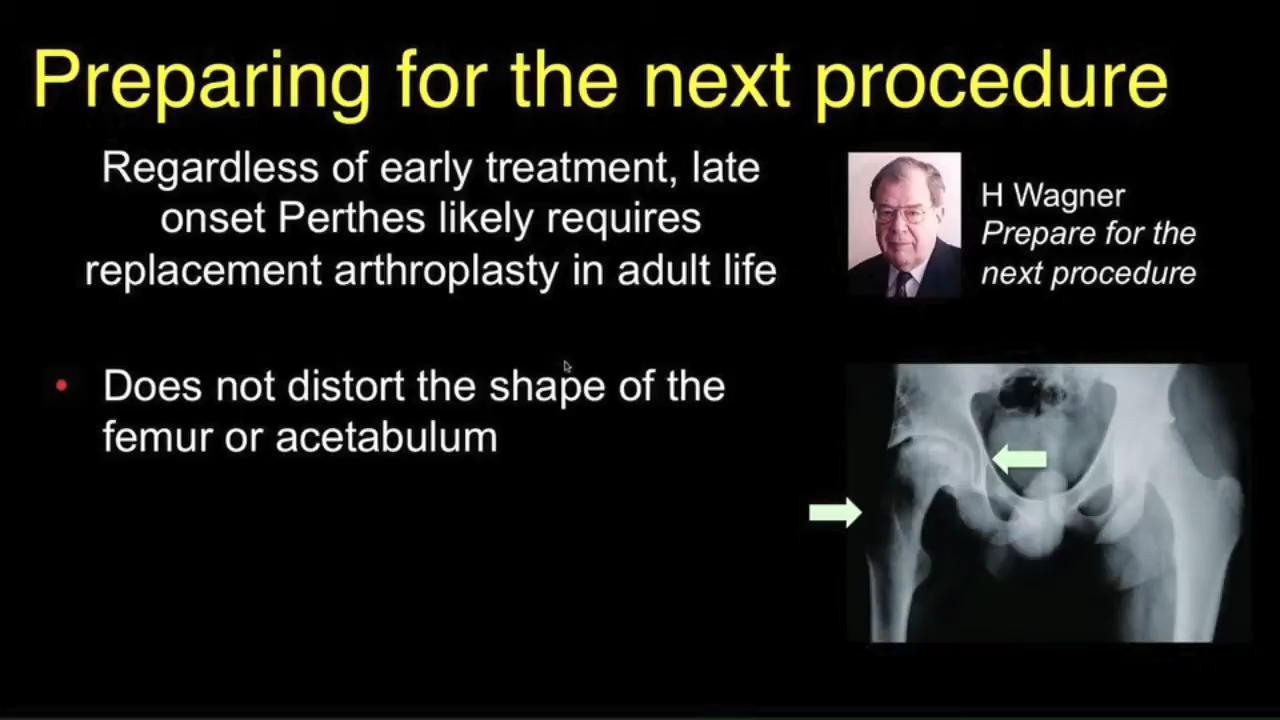 Preparing for the next procedure
Regardless of early treatment, late
onset Perthes likely requires
replacement arthroplasty in adult life
H Wagner
Prepare for the
next procedure
• Does not distort the shape of the
femur or acetabulum